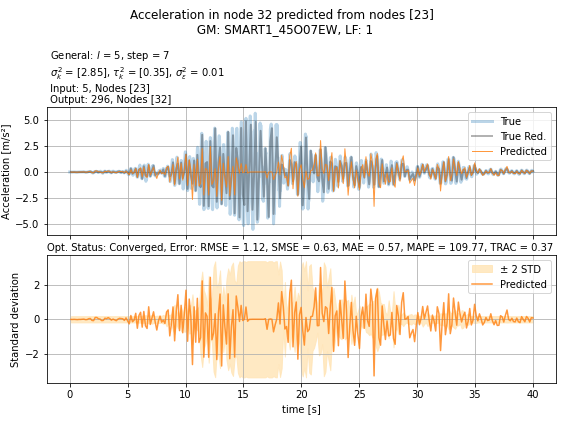 Acceleration in node 32 predicted from nodes [23]
GM: SMART1_45O07EW, LF: 1
General: l = 5, step = 7
σ²ₖ = [2.85], τ²ₖ = [0.35], σ²ε = 0.01
Input: 5, Nodes [23]
Output: 296, Nodes [32]
Acceleration [m/s²]
5.0
2.5
0.0
−2.5
−5.0
True
True Red.
Predicted
Opt. Status: Converged, Error: RMSE = 1.12, SMSE = 0.63, MAE = 0.57, MAPE = 109.77, TRAC = 0.37
Standard deviation
2
0
−2
± 2 STD
Predicted
0 5 10 15 20 25 30 35 40
time [s]